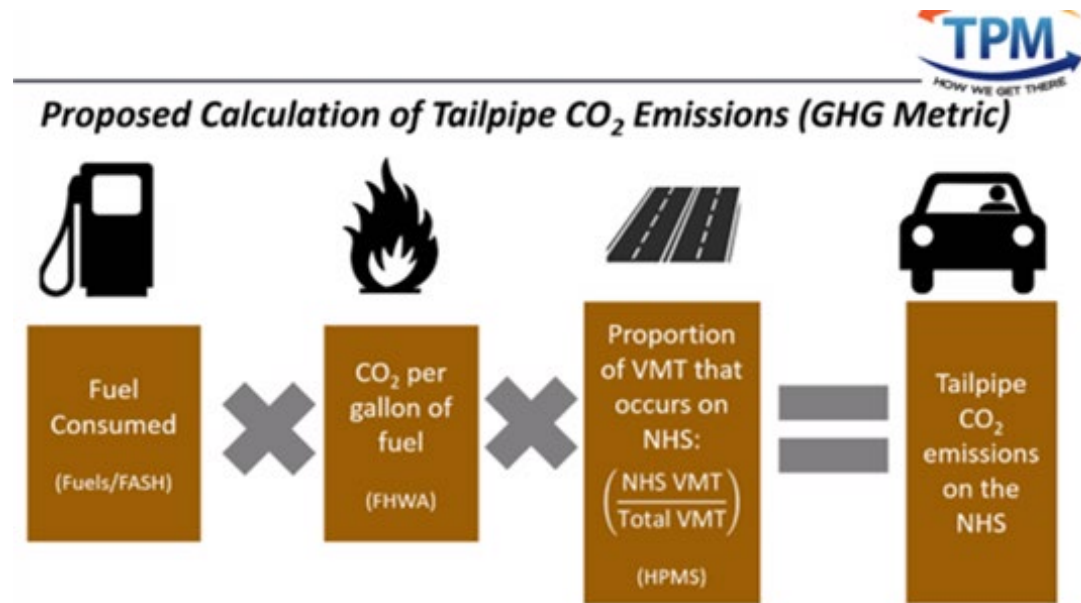 TPM
HOW WE GET THERE
Proposed Calculation of Tailpipe CO₂ Emissions (GHG Metric)
Fuel
Consumed
(Fuels/FASH)
CO₂ per
gallon of
fuel
(FHWA)
Proportion
of VMT that
occurs on
NHS:
(NHS VMT
Total VMT)
(HPMS)
Tailpipe
CO₂
emissions
on the
NHS